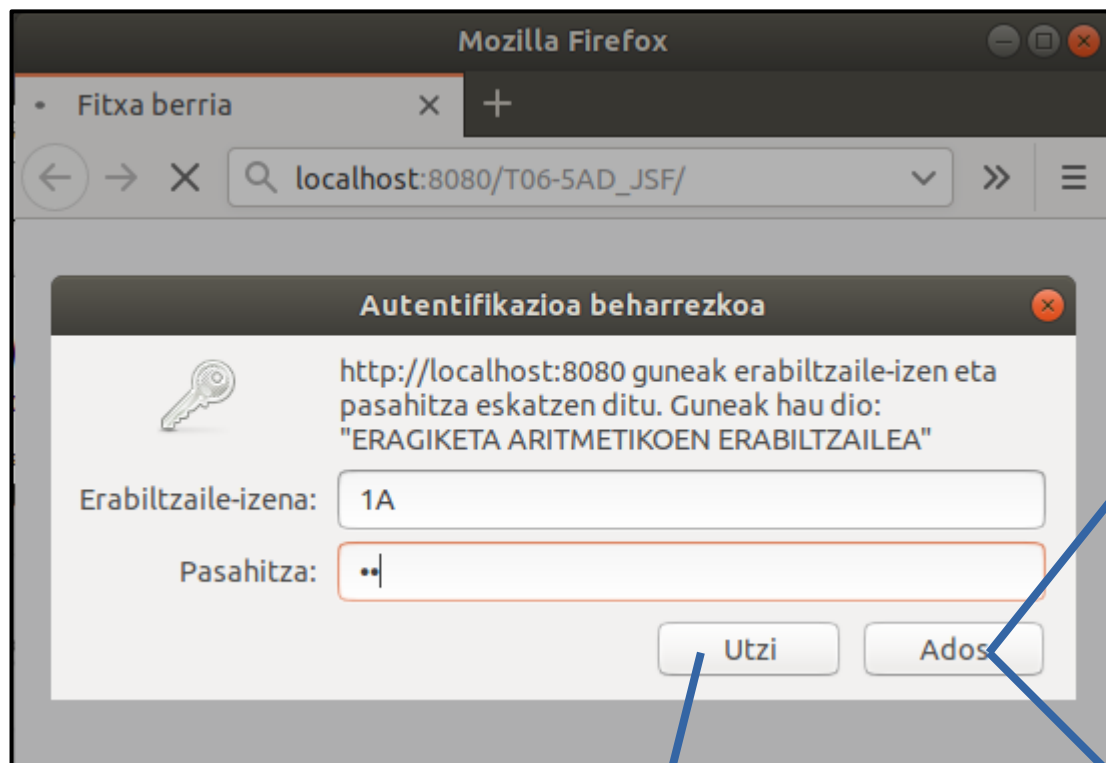 Mozilla Firefox
Fitxa berria
localhost:8080/T06-5AD_JSF/
Autentifikazioa beharrezkoa
http://localhost:8080 guneak erabiltzaile-izen eta
pasahitza eskatzen ditu. Guneak hau dio:
"ERAGIKETA ARITMETIKOEN ERABILTZAILEA"
Erabiltzaile-izena: 1A
Pasahitza: ••
Utzi Ados